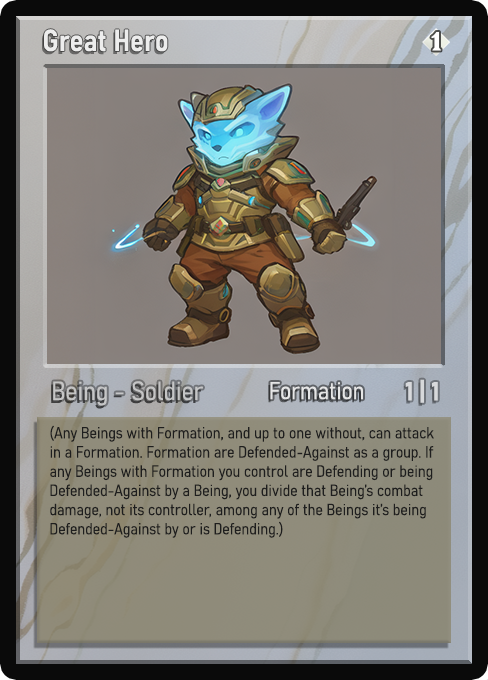 Great Hero
1
Being - Soldier
Formation
1|1
(Any Beings with Formation, and up to one without, can attack
in a Formation. Formation are Defended-Against as a group. If
any Beings with Formation you control are Defending or being
Defended-Against by a Being, you divide that Being's combat
damage, not its controller, among any of the Beings it's being
Defended-Against by or is Defending.)